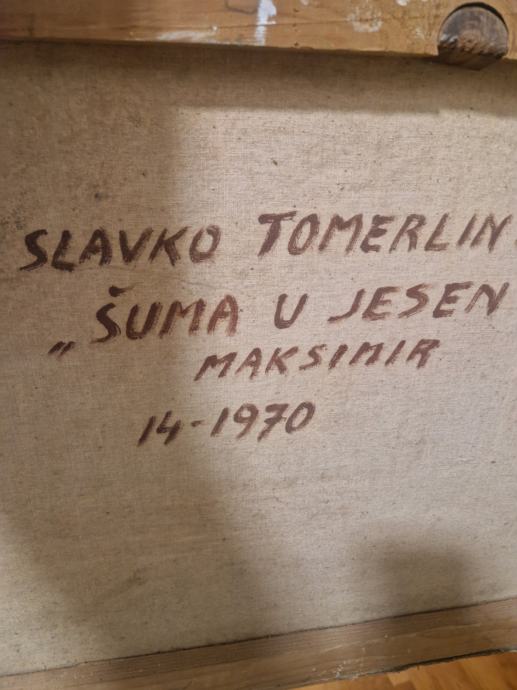 SLAVKO TOMERLIN
„ŠUMA U JESEN
MAKSIMIR
14-1970